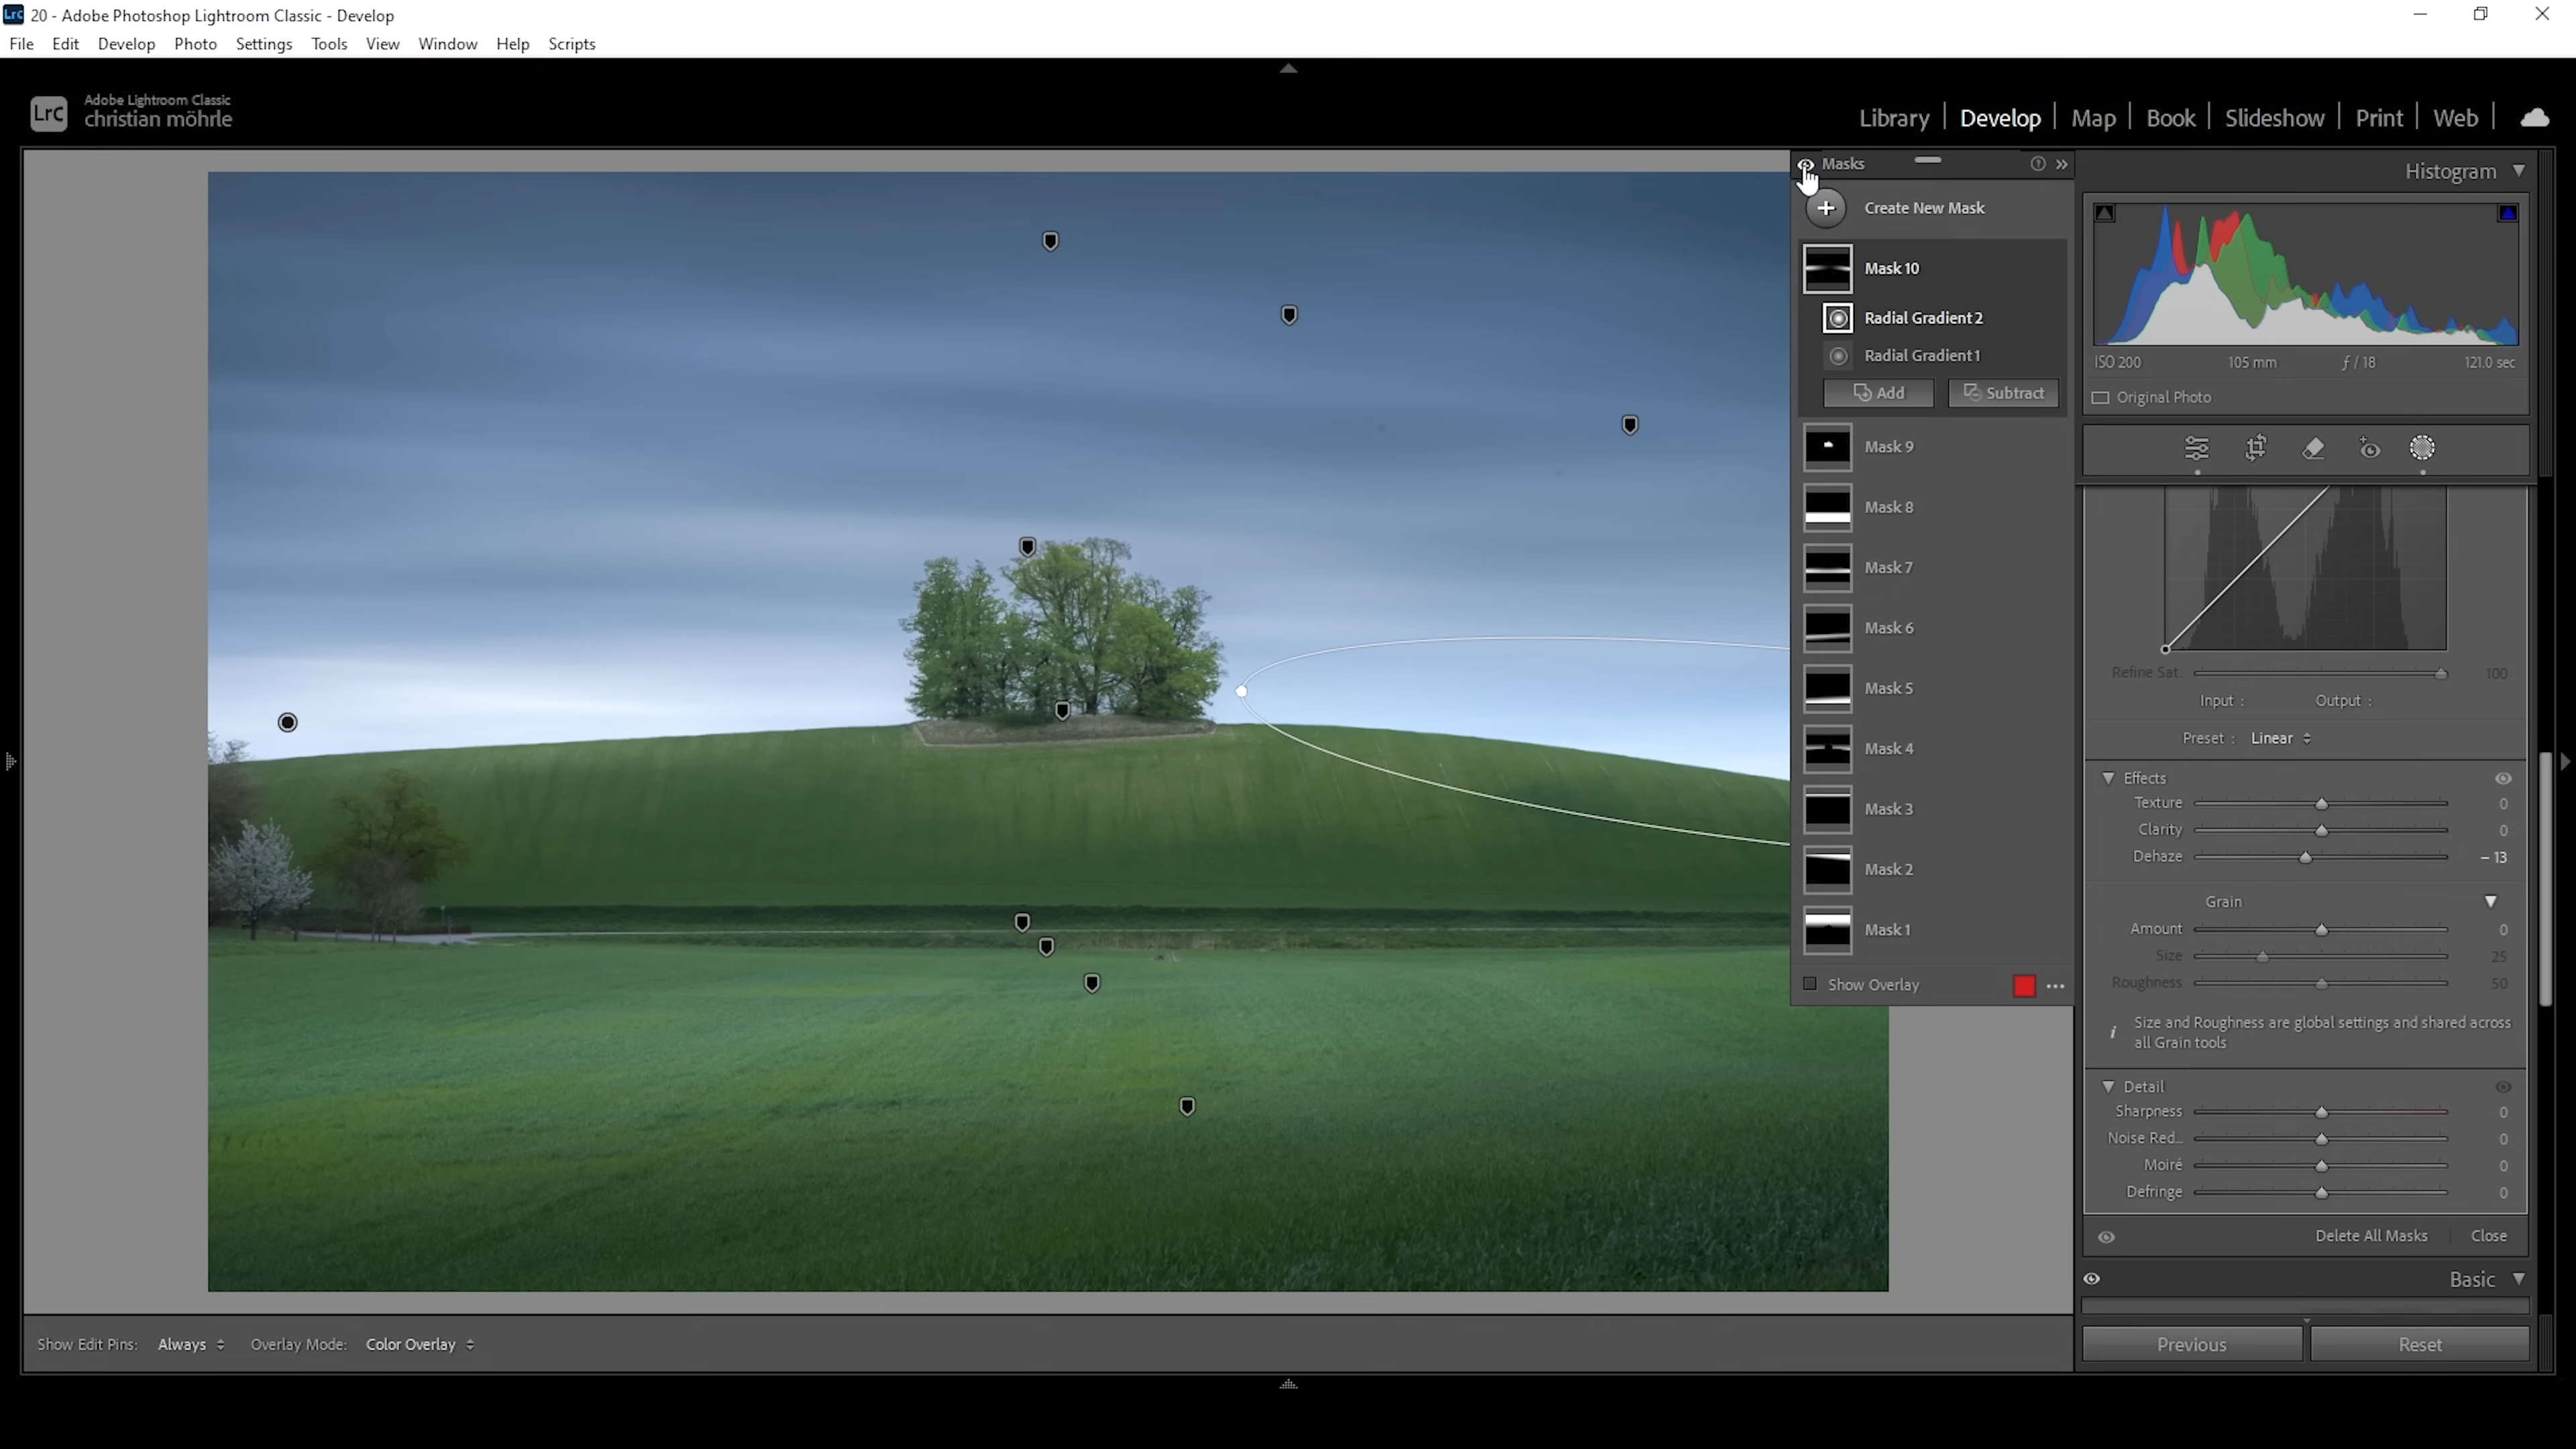 Lrc 20 - Adobe Photoshop Lightroom Classic - Develop
File Edit Develop Photo Settings Tools View Window Help Scripts
Lrc Adobe Lightroom Classic
christian möhrle
Library | Develop | Map | Book | Slideshow | Print | Web |
Masks
Create New Mask
Mask 10
Radial Gradient 2
Radial Gradient 1
Add Subtract
Mask 9
Mask 8
Mask 7
Mask 6
Mask 5
Mask 4
Mask 3
Mask 2
Mask 1
Show Overlay
Histogram
ISO 200 105 mm ƒ / 18 121.0 sec
Original Photo
Refine Sat. 100
Input : Output :
Preset : Linear
Effects
Texture 0
Clarity 0
Dehaze – 13
Grain
Amount 0
Size 25
Roughness 50
i Size and Roughness are global settings and shared across
all Grain tools
Detail
Sharpness 0
Noise Red... 0
Moiré 0
Defringe 0
Delete All Masks Close
Basic
Previous Reset
Show Edit Pins: Always Overlay Mode: Color Overlay